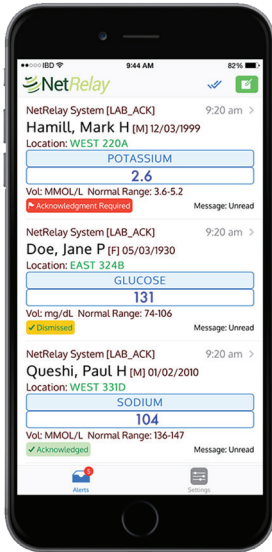 IBD 9:44 AM 82%
NetRelay
NetRelay System [LAB_ACK] 9:20 am >
Hamill, Mark H [M] 12/03/1999
Location: WEST 220A
POTASSIUM
2.6
Vol: MMOL/L Normal Range: 3.6-5.2
Acknowledgment Required Message: Unread
NetRelay System [LAB_ACK] 9:20 am >
Doe, Jane P [F] 05/03/1930
Location: EAST 324B
GLUCOSE
131
Vol: mg/dL Normal Range: 74-106
✓ Dismissed Message: Unread
NetRelay System [LAB_ACK] 9:20 am >
Queshi, Paul H [M] 01/02/2010
Location: WEST 331D
SODIUM
104
Vol: MMOL/L Normal Range: 136-147
✓ Acknowledged Message: Unread
5
Alerts Settings